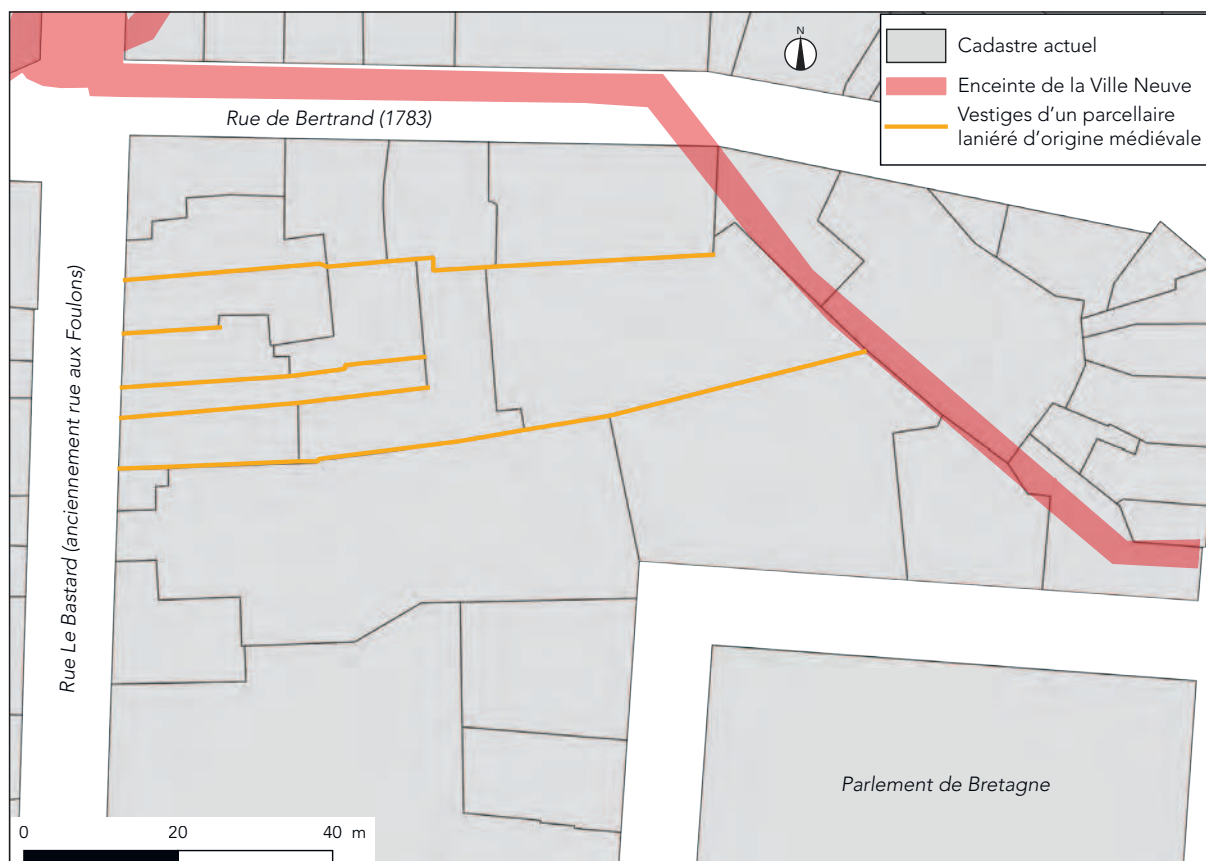 N
Cadastre actuel
Enceinte de la Ville Neuve
Vestiges d'un parcellaire
laniéré d'origine médiévale
Rue de Bertrand (1783)
Rue Le Bastard (anciennement rue aux Foulons)
Parlement de Bretagne
0 20 40 m